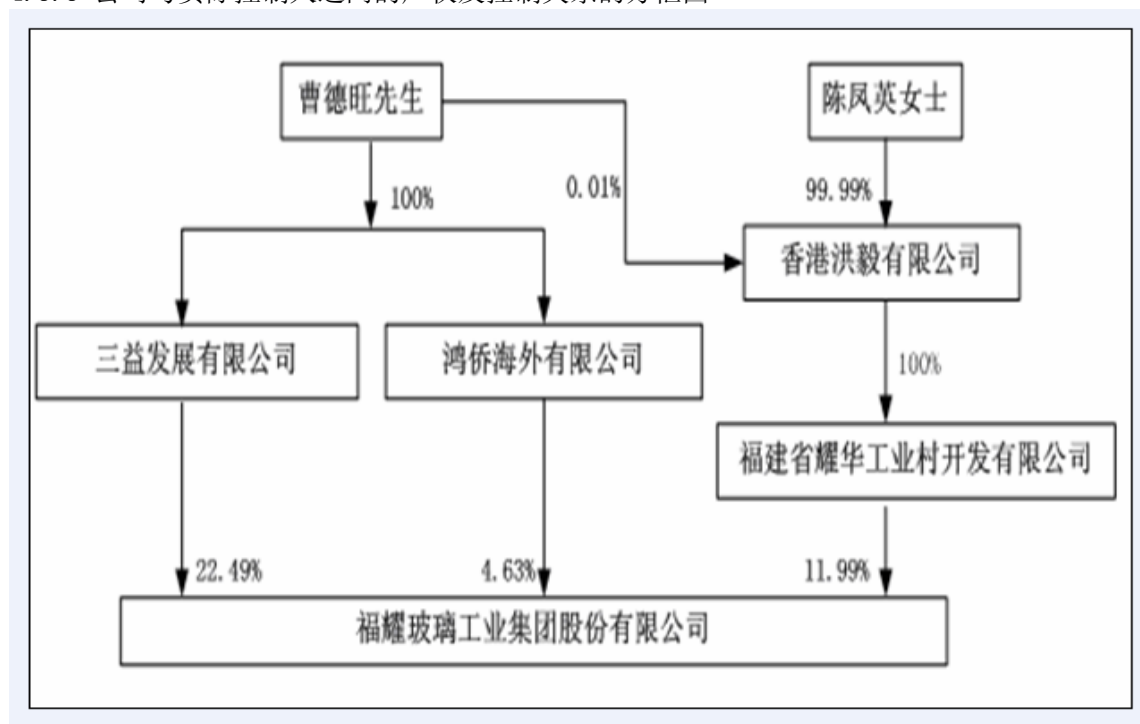 曹德旺先生
陈凤英女士
100%
0.01%
99.99%
香港洪毅有限公司
三益发展有限公司
鸿侨海外有限公司
100%
福建省耀华工业村开发有限公司
22.49%
4.63%
11.99%
福耀玻璃工业集团股份有限公司